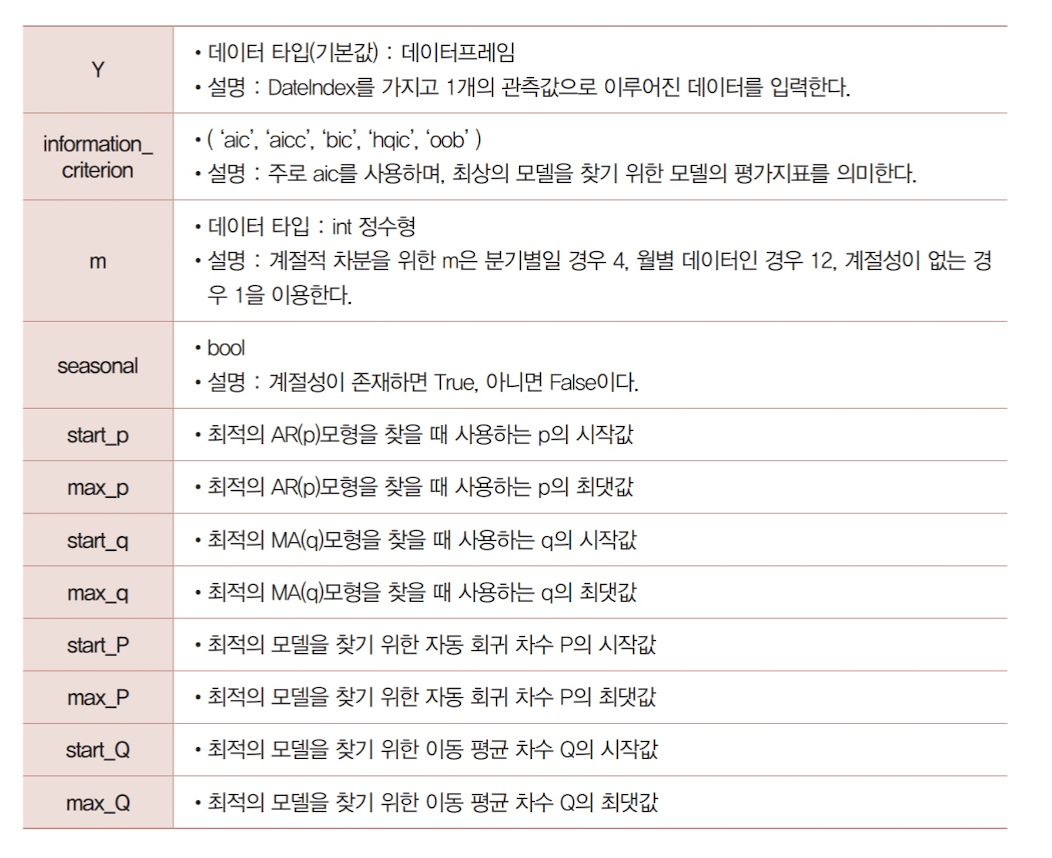 Y
• 데이터 타입(기본값) : 데이터프레임
• 설명 : DateIndex를 가지고 1개의 관측값으로 이루어진 데이터를 입력한다.
information_
criterion
• ( ‘aic’, ‘aicc’, ‘bic’, ‘hqic’, ‘oob’ )
• 설명 : 주로 aic를 사용하며, 최상의 모델을 찾기 위한 모델의 평가지표를 의미한다.
m
• 데이터 타입 : int 정수형
• 설명 : 계절적 차분을 위한 m은 분기별일 경우 4, 월별 데이터인 경우 12, 계절성이 없는 경
우 1을 이용한다.
seasonal
• bool
• 설명 : 계절성이 존재하면 True, 아니면 False이다.
start_p
• 최적의 AR(p)모형을 찾을 때 사용하는 p의 시작값
max_p
• 최적의 AR(p)모형을 찾을 때 사용하는 p의 최댓값
start_q
• 최적의 MA(q)모형을 찾을 때 사용하는 q의 시작값
max_q
• 최적의 MA(q)모형을 찾을 때 사용하는 q의 최댓값
start_P
• 최적의 모델을 찾기 위한 자동 회귀 차수 P의 시작값
max_P
• 최적의 모델을 찾기 위한 자동 회귀 차수 P의 최댓값
start_Q
• 최적의 모델을 찾기 위한 이동 평균 차수 Q의 시작값
max_Q
• 최적의 모델을 찾기 위한 이동 평균 차수 Q의 최댓값